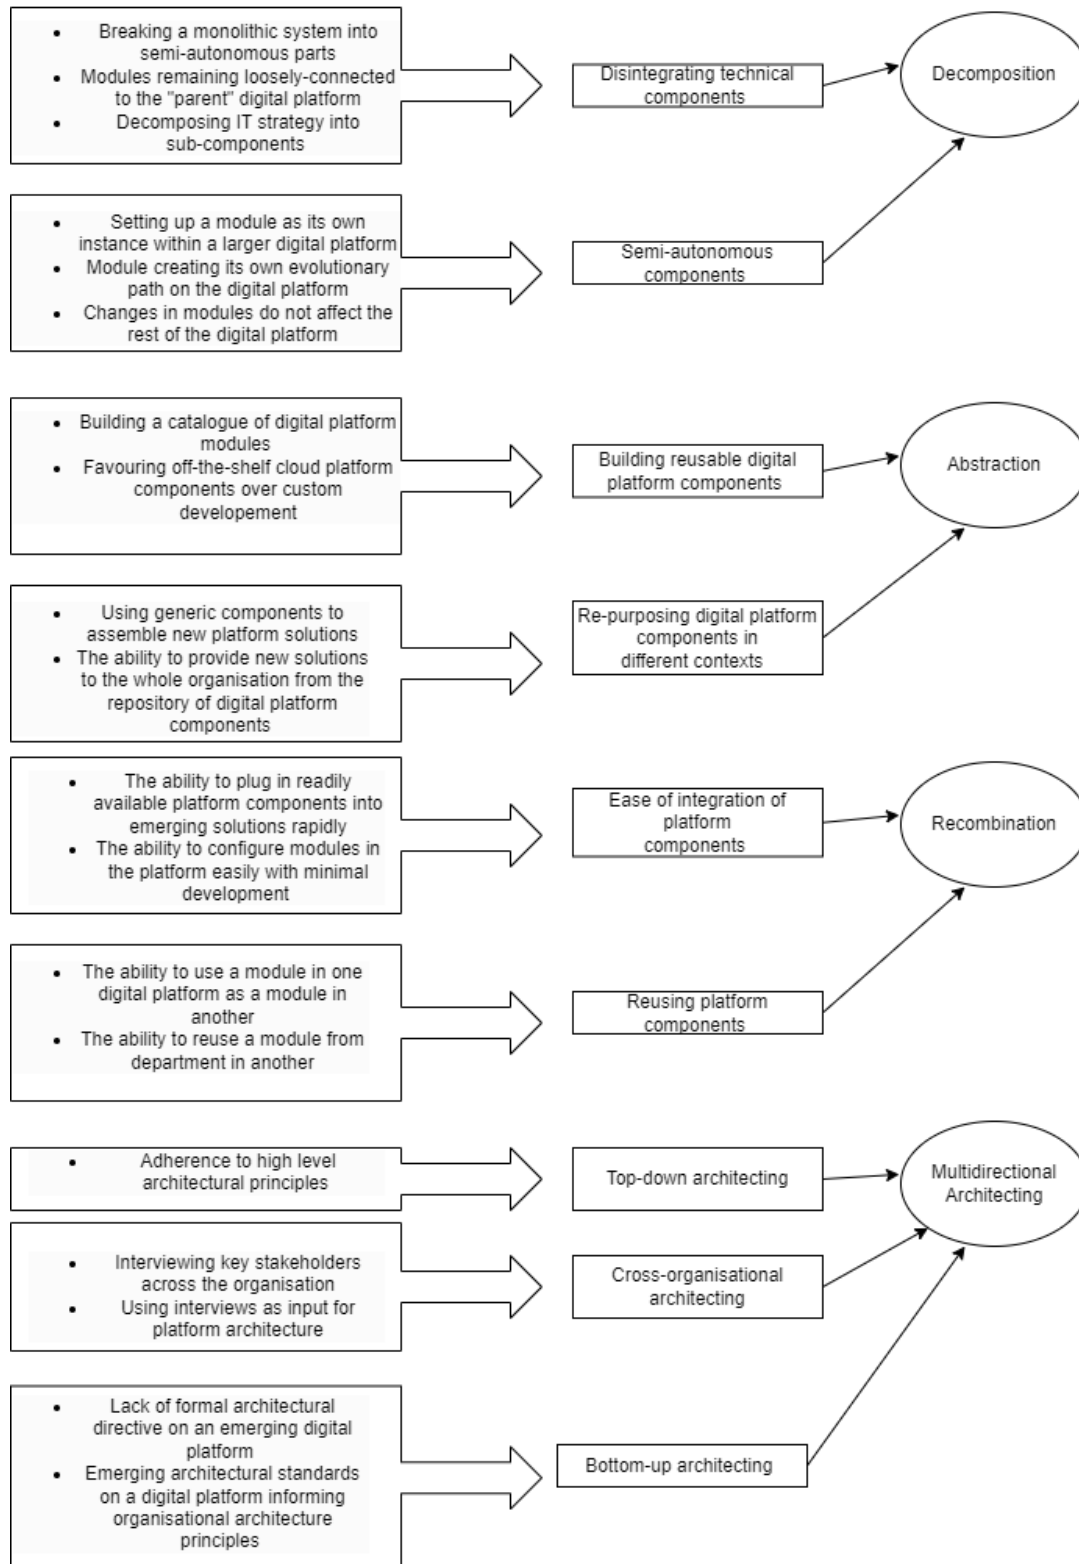 • Breaking a monolithic system into
semi-autonomous parts
• Modules remaining loosely-connected
to the "parent" digital platform
• Decomposing IT strategy into
sub-components
Disintegrating technical
components
Decomposition
• Setting up a module as its own
instance within a larger digital platform
• Module creating its own evolutionary
path on the digital platform
• Changes in modules do not affect the
rest of the digital platform
Semi-autonomous
components
• Building a catalogue of digital platform
modules
• Favouring off-the-shelf cloud platform
components over custom
developement
Building reusable digital
platform components
Abstraction
• Using generic components to
assemble new platform solutions
• The ability to provide new solutions
to the whole organisation from the
repository of digital platform
components
Re-purposing digital platform
components in
different contexts
• The ability to plug in readily
available platform components into
emerging solutions rapidly
• The ability to configure modules in
the platform easily with minimal
development
Ease of integration of
platform
components
Recombination
• The ability to use a module in one
digital platform as a module in
another
• The ability to reuse a module from
department in another
Reusing platform
components
• Adherence to high level
architectural principles
Top-down architecting
Multidirectional
Architecting
• Interviewing key stakeholders
across the organisation
• Using interviews as input for
platform architecture
Cross-organisational
architecting
• Lack of formal architectural
directive on an emerging digital
platform
• Emerging architectural standards
on a digital platform informing
organisational architecture
principles
Bottom-up architecting